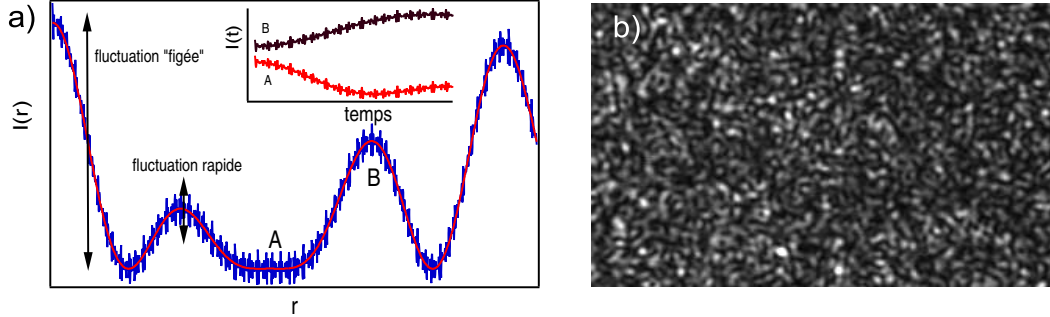 a)
fluctuation "figée"
I(r)
fluctuation rapide
A
B
r
I(t)
B
A
temps
b)